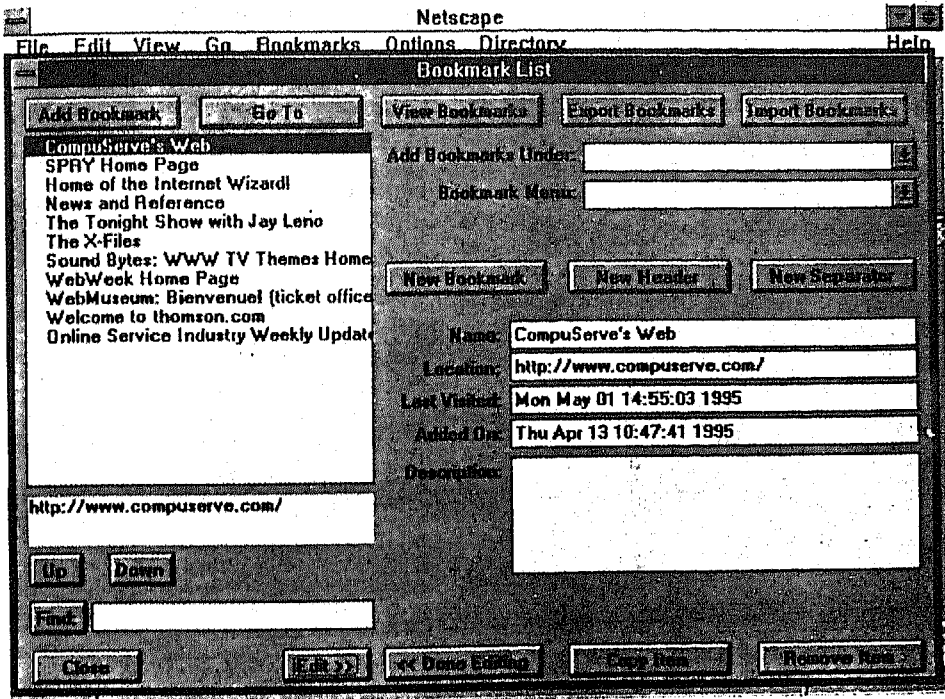 Netscape
File Edit View Go Bookmarks Options Directory Help
Bookmark List
Add Bookmark Go To View Bookmarks Export Bookmarks Import Bookmarks
CompuServe's Web
SPRY Home Page
Home of the Internet Wizard!
News and Reference
The Tonight Show with Jay Leno
The X-Files
Sound Bytes: WWW TV Themes Home
WebWeek Home Page
WebMuseum: Bienvenue! (ticket office
Welcome to thomson.com
Online Service Industry Weekly Update
http://www.compuserve.com/
Up Down
Find:
Close Edit >>
Add Bookmarks Under:
Bookmark Menu:
New Bookmark New Header New Separator
Name: CompuServe's Web
Location: http://www.compuserve.com/
Last Visited: Mon May 01 14:55:03 1995
Added On: Thu Apr 13 10:47:41 1995
Description:
<< Done Editing Copy Item Remove Item